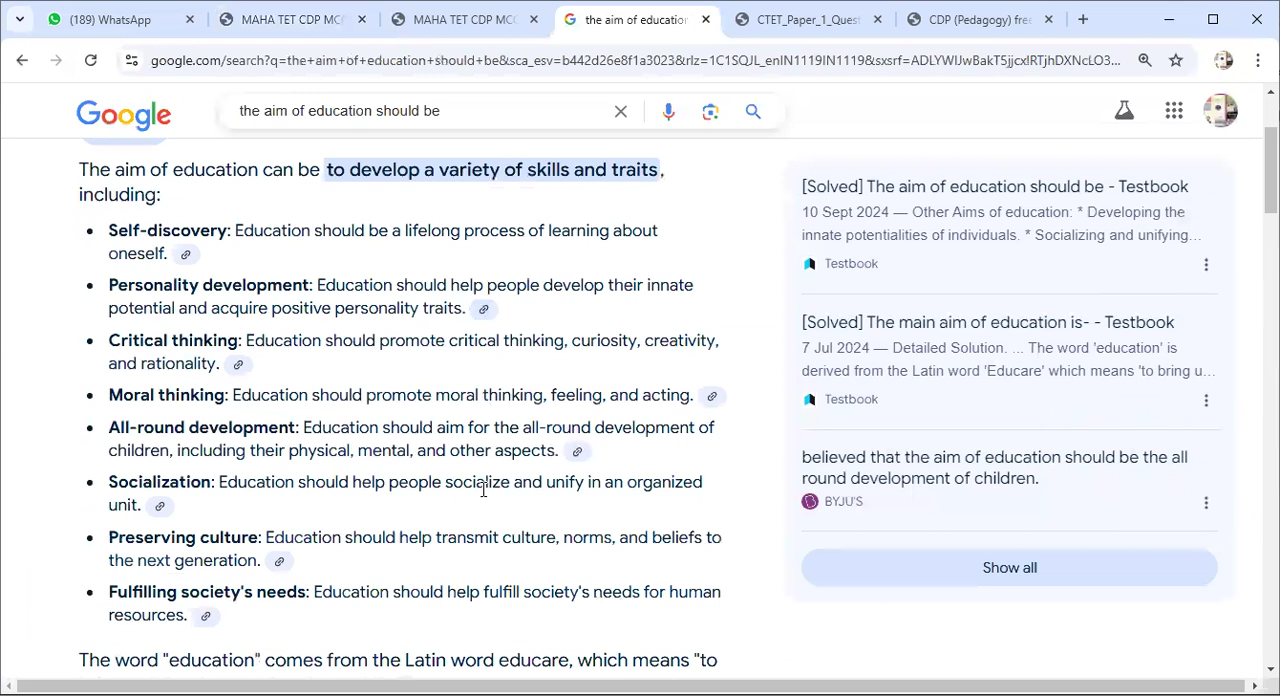 (189) WhatsApp
MAHA TET CDP MC
MAHA TET CDP MC
the aim of educatio
CTET_Paper_1_Quest
CDP (Pedagogy) free
google.com/search?q=the+aim+of+education+should+be&sca_esv=b442d26e8f1a3023&rlz=1C1SQJL_enIN1119IN1119&sxsrf=ADLYWIJwBakT5jjcxlRTjhDXNcLO3...
Google
the aim of education should be
The aim of education can be to develop a variety of skills and traits,
including:
• Self-discovery: Education should be a lifelong process of learning about
oneself.
• Personality development: Education should help people develop their innate
potential and acquire positive personality traits.
• Critical thinking: Education should promote critical thinking, curiosity, creativity,
and rationality.
• Moral thinking: Education should promote moral thinking, feeling, and acting.
• All-round development: Education should aim for the all-round development of
children, including their physical, mental, and other aspects.
• Socialization: Education should help people socialize and unify in an organized
unit.
• Preserving culture: Education should help transmit culture, norms, and beliefs to
the next generation.
• Fulfilling society's needs: Education should help fulfill society's needs for human
resources.
The word "education" comes from the Latin word educare, which means "to
[Solved] The aim of education should be - Testbook
10 Sept 2024 — Other Aims of education: * Developing the
innate potentialities of individuals. * Socializing and unifying...
Testbook
[Solved] The main aim of education is- - Testbook
7 Jul 2024 — Detailed Solution. ... The word 'education' is
derived from the Latin word 'Educare' which means 'to bring u...
Testbook
believed that the aim of education should be the all
round development of children.
BYJU'S
Show all